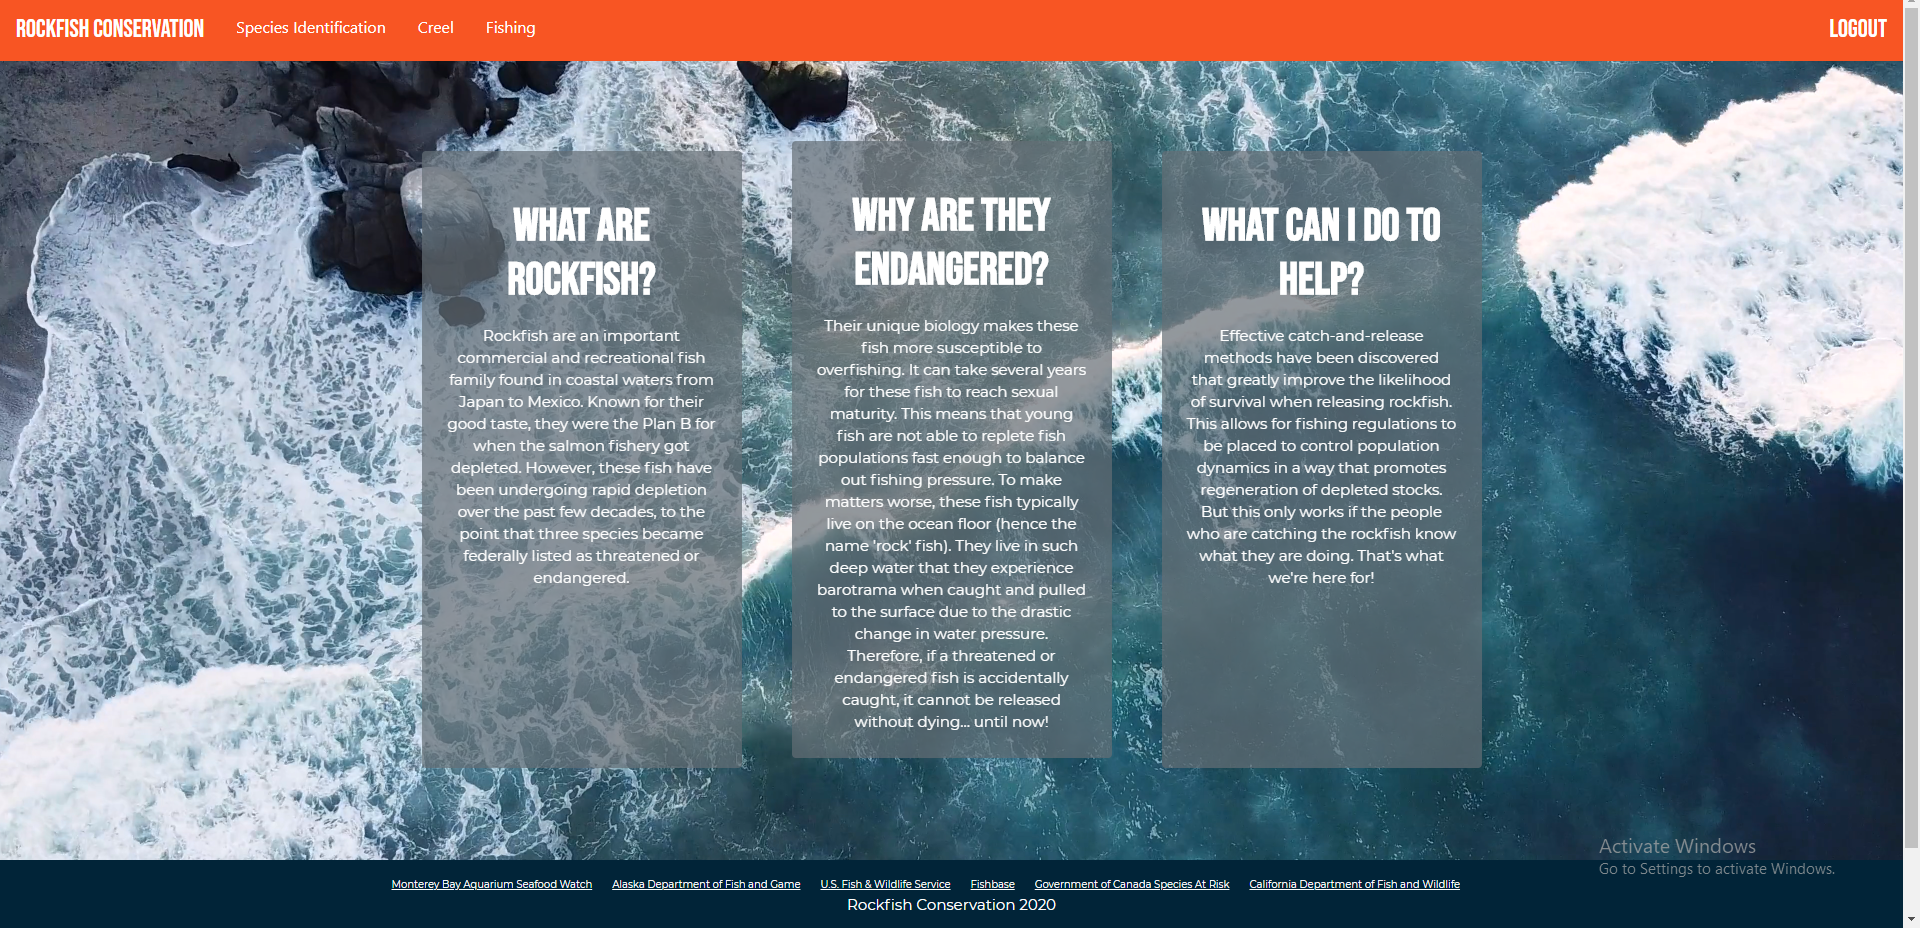 ROCKFISH CONSERVATION Species Identification Creel Fishing LOGOUT
WHAT ARE
ROCKFISH?
Rockfish are an important
commercial and recreational fish
family found in coastal waters from
Japan to Mexico. Known for their
good taste, they were the Plan B for
when the salmon fishery got
depleted. However, these fish have
been undergoing rapid depletion
over the past few decades, to the
point that three species became
federally listed as threatened or
endangered.
WHY ARE THEY
ENDANGERED?
Their unique biology makes these
fish more susceptible to
overfishing. It can take several years
for these fish to reach sexual
maturity. This means that young
fish are not able to replete fish
populations fast enough to balance
out fishing pressure. To make
matters worse, these fish typically
live on the ocean floor (hence the
name 'rock' fish). They live in such
deep water that they experience
barotrama when caught and pulled
to the surface due to the drastic
change in water pressure.
Therefore, if a threatened or
endangered fish is accidentally
caught, it cannot be released
without dying... until now!
WHAT CAN I DO TO
HELP?
Effective catch-and-release
methods have been discovered
that greatly improve the likelihood
of survival when releasing rockfish.
This allows for fishing regulations to
be placed to control population
dynamics in a way that promotes
regeneration of depleted stocks.
But this only works if the people
who are catching the rockfish know
what they are doing. That's what
we're here for!
Activate Windows
Go to Settings to activate Windows.
Monterey Bay Aquarium Seafood Watch Alaska Department of Fish and Game U.S. Fish & Wildlife Service Fishbase Government of Canada Species At Risk California Department of Fish and Wildlife
Rockfish Conservation 2020